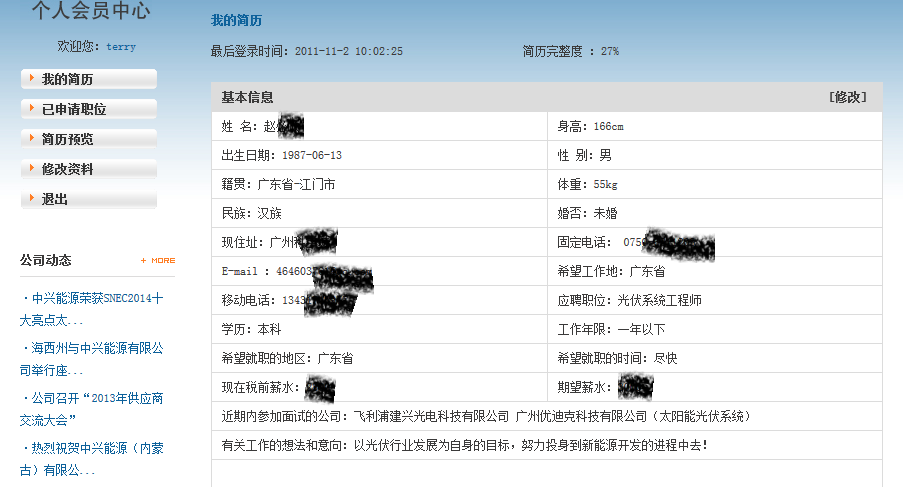 个人会员中心
欢迎您: terry
我的简历
已申请职位
简历预览
修改资料
退出
公司动态
+ MORE
·中兴能源荣获SNEC2014十
大亮点太...
·海西州与中兴能源有限公
司举行座...
·公司召开“2013年供应商
交流大会”
·热烈祝贺中兴能源（内蒙
古）有限公...
我的简历
最后登录时间: 2011-11-2 10:02:25 简历完整度 : 27%
基本信息 [修改]
姓 名: 赵 身高: 166cm
出生日期: 1987-06-13 性 别: 男
籍贯: 广东省-江门市 体重: 55kg
民族: 汉族 婚否: 未婚
现住址: 广州 固定电话: 075
E-mail : 46460 希望工作地: 广东省
移动电话: 1343 应聘职位: 光伏系统工程师
学历: 本科 工作年限: 一年以下
希望就职的地区: 广东省 希望就职的时间: 尽快
现在税前薪水: 期望薪水:
近期内参加面试的公司: 飞利浦建兴光电科技有限公司 广州优迪克科技有限公司（太阳能光伏系统）
有关工作的想法和意向: 以光伏行业发展为自身的目标，努力投身到新能源开发的进程中去!